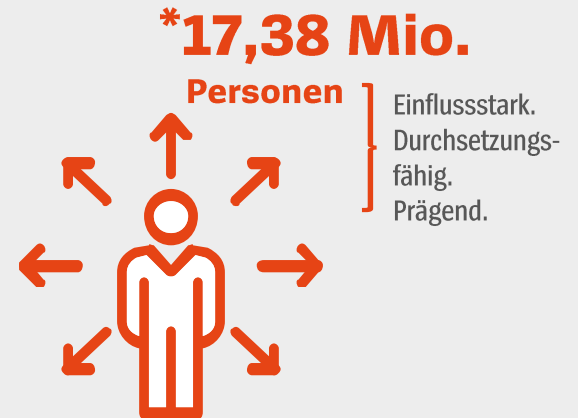 *17,38 Mio.
Personen
Einflussstark.
Durchsetzungs-
fähig.
Prägend.